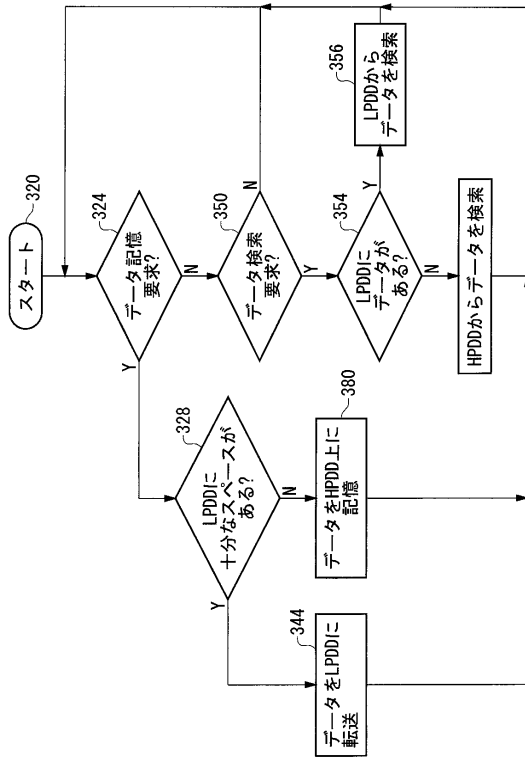 スタート
320
データ記憶
要求?
324
Y
N
LPDDに
十分なスペースが
ある?
328
Y
N
データをLPDDに
転送
344
データをHPDD上に
記憶
380
データ検索
要求?
350
N
Y
LPDDに
データが
ある?
354
Y
N
LPDDから
データを検索
356
HPDDからデータを検索